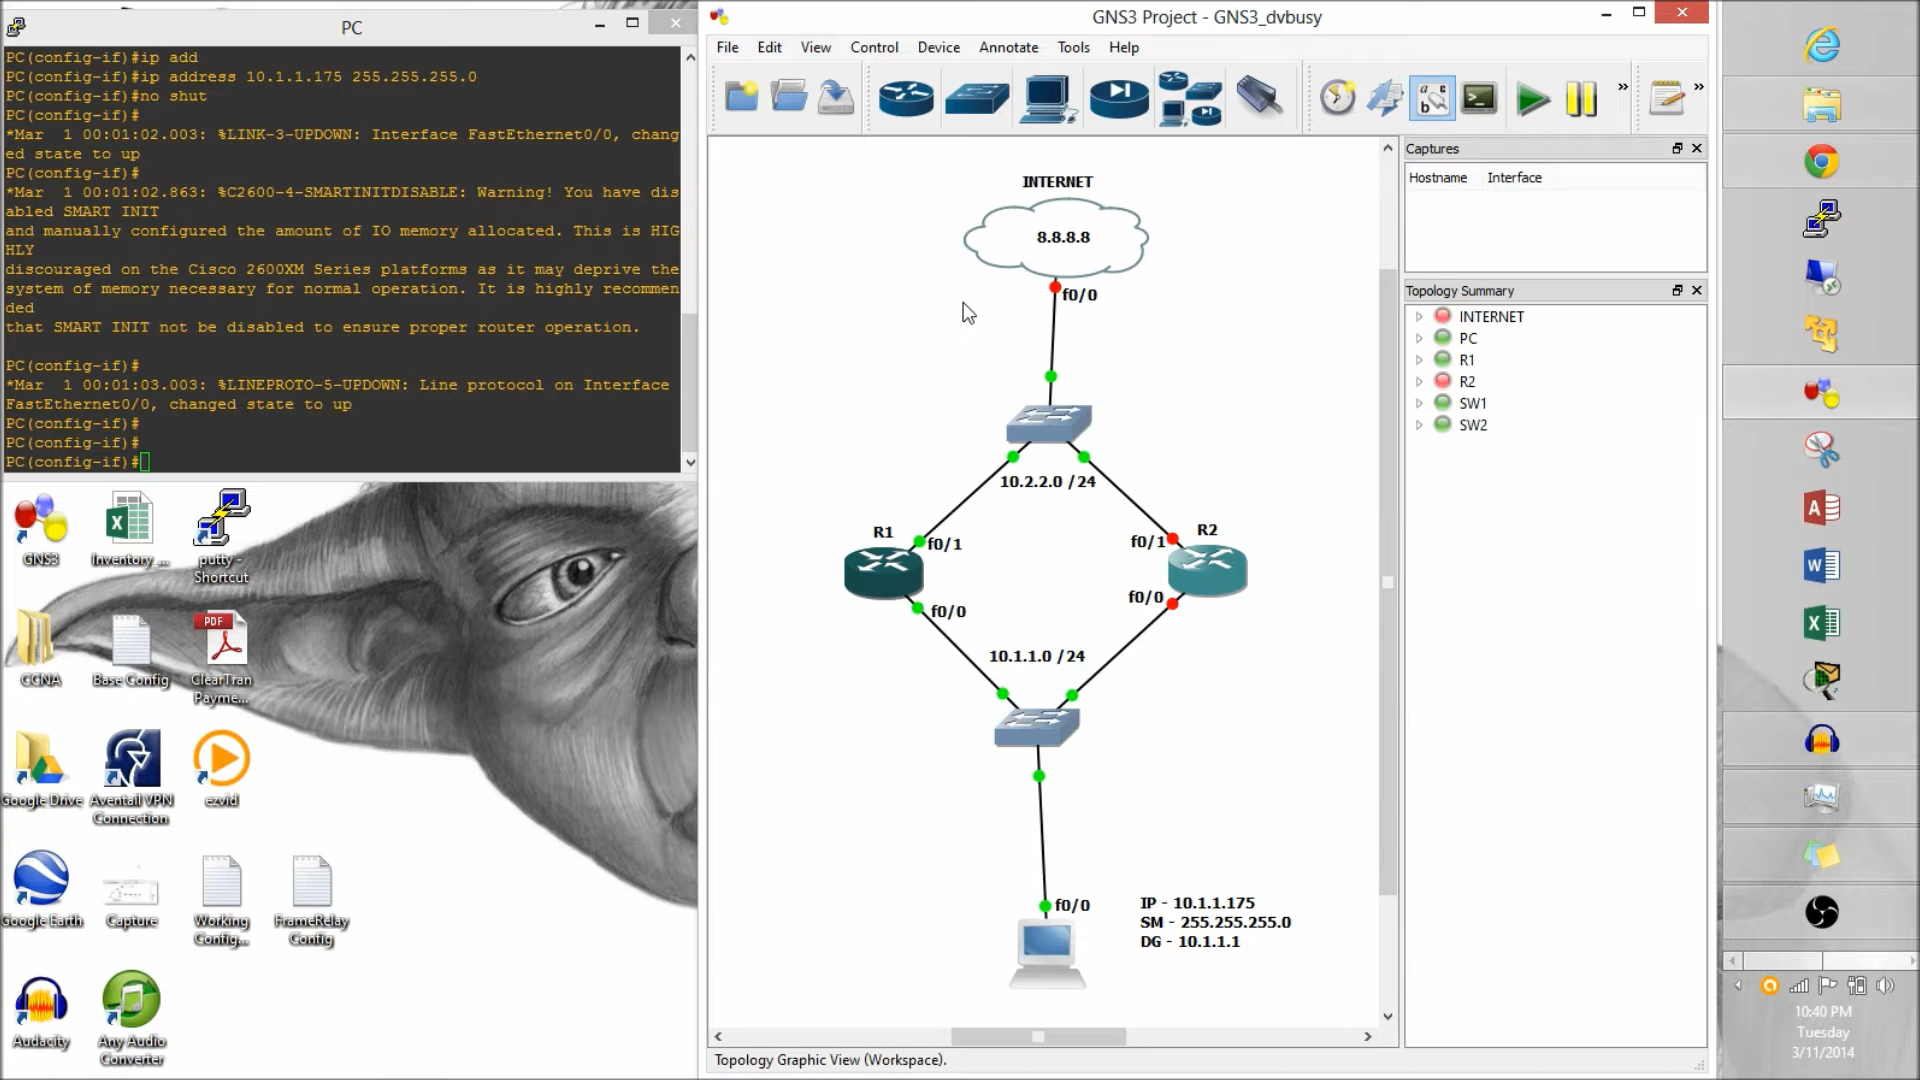 PC
PC(config-if)#ip add
PC(config-if)#ip address 10.1.1.175 255.255.255.0
PC(config-if)#no shut
PC(config-if)#
*Mar  1 00:01:02.003: %LINK-3-UPDOWN: Interface FastEthernet0/0, chang
ed state to up
PC(config-if)#
*Mar  1 00:01:02.863: %C2600-4-SMARTINITDISABLE: Warning! You have dis
abled SMART INIT
and manually configured the amount of IO memory allocated. This is HIG
HLY
discouraged on the Cisco 2600XM Series platforms as it may deprive the
system of memory necessary for normal operation. It is highly recommen
ded
that SMART INIT not be disabled to ensure proper router operation.
PC(config-if)#
*Mar  1 00:01:03.003: %LINEPROTO-5-UPDOWN: Line protocol on Interface
FastEthernet0/0, changed state to up
PC(config-if)#
PC(config-if)#
PC(config-if)#
GNS3
Inventory_...
putty -
Shortcut
CCNA
Base Config
PDF
ClearTran
Payme...
Google Drive
Aventail VPN
Connection
ezvid
Google Earth
Capture
Working
Config...
FrameRelay
Config
Audacity
Any Audio
Converter
GNS3 Project - GNS3_dvbusy
File Edit View Control Device Annotate Tools Help
INTERNET
8.8.8.8
f0/0
10.2.2.0 /24
R1
f0/1
f0/1
R2
f0/0
f0/0
10.1.1.0 /24
f0/0
IP - 10.1.1.175
SM - 255.255.255.0
DG - 10.1.1.1
Topology Graphic View (Workspace).
Captures
Hostname Interface
Topology Summary
INTERNET
PC
R1
R2
SW1
SW2
10:40 PM
Tuesday
3/11/2014